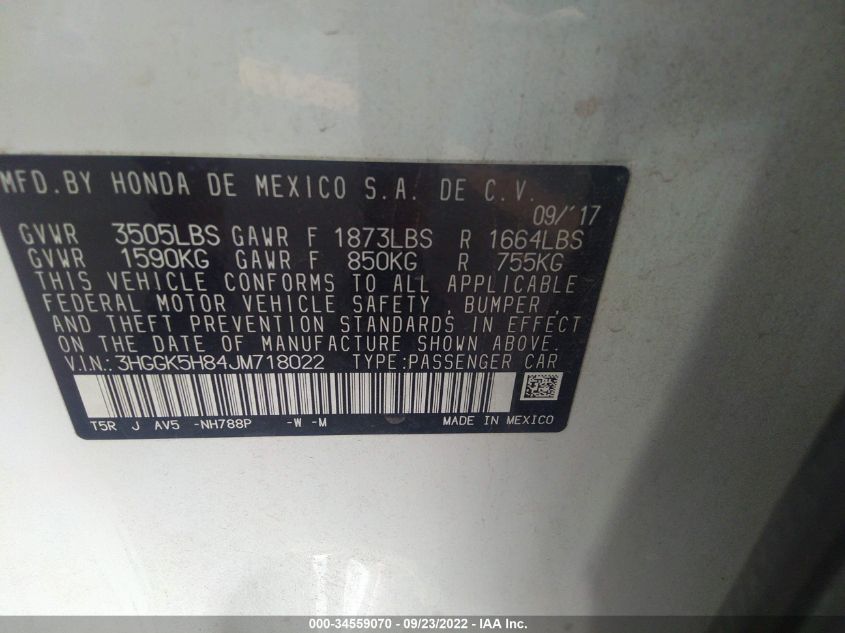 MFD.BY HONDA DE MEXICO S.A. DE C.V.
09/'17
GVWR 3505LBS GAWR F 1873LBS R 1664LBS
GVWR 1590KG GAWR F 850KG R 755KG
THIS VEHICLE CONFORMS TO ALL APPLICABLE
FEDERAL MOTOR VEHICLE SAFETY, BUMPER,
AND THEFT PREVENTION STANDARDS IN EFFECT
ON THE DATE OF MANUFACTURE SHOWN ABOVE.
V.I.N.: 3HGGK5H84JM718022 TYPE:PASSENGER CAR
T5R J AV5 -NH788P -W -M MADE IN MEXICO
000-34559070 - 09/23/2022 - IAA Inc.